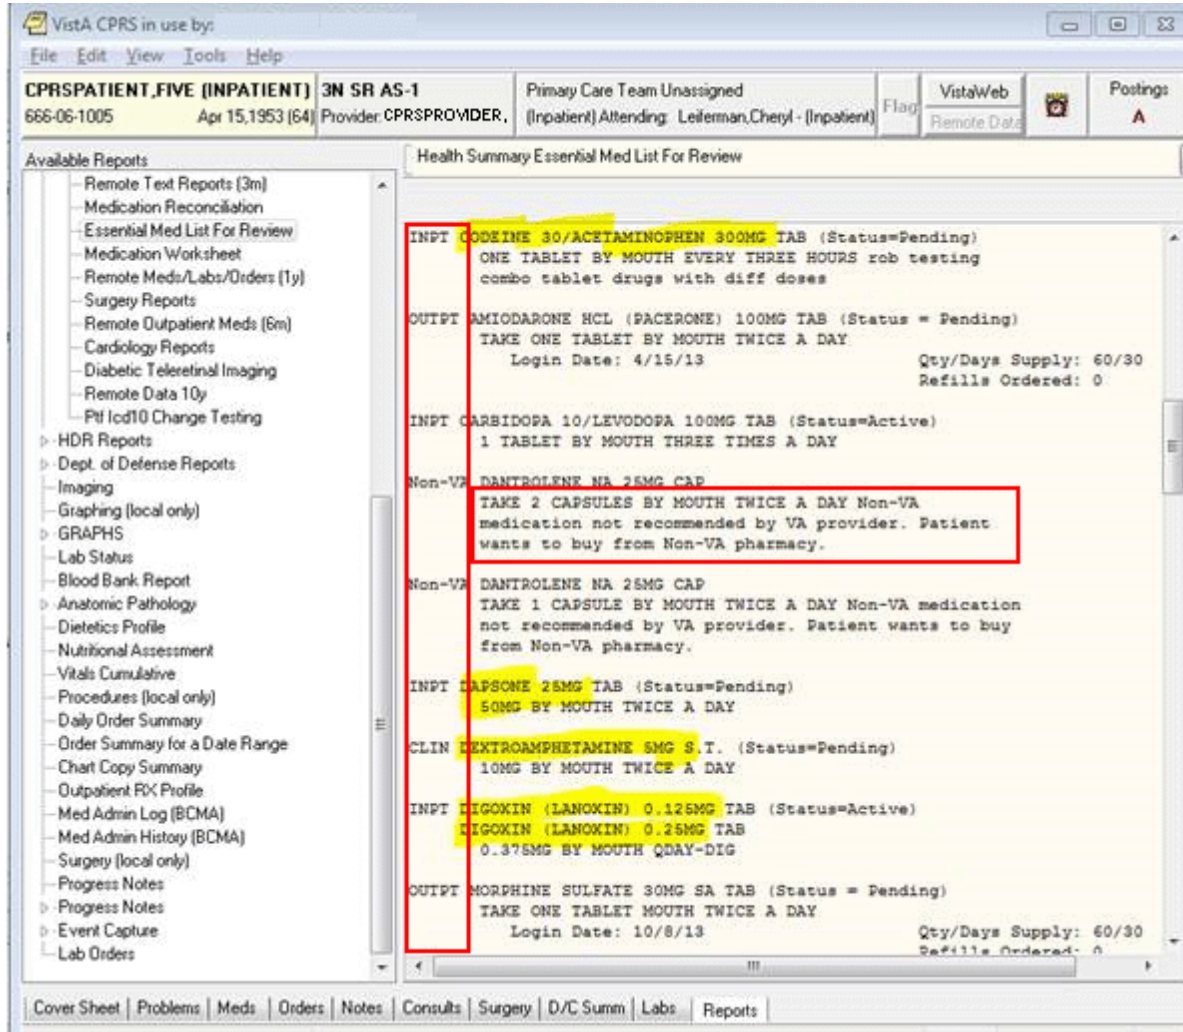 VistA CPRS in use by:
File Edit View Tools Help
CPRSPATIENT,FIVE (INPATIENT) 3N SR AS-1 Primary Care Team Unassigned Flag VistaWeb Postings
666-06-1005 Apr 15,1953 (64) Provider: CPRSPROVIDER, (Inpatient) Attending: Leiferman,Cheryl - (Inpatient) Remote Data A
Available Reports
Remote Text Reports (3m)
Medication Reconciliation
Essential Med List For Review
Medication Worksheet
Remote Meds/Labs/Orders (1y)
Surgery Reports
Remote Outpatient Meds (6m)
Cardiology Reports
Diabetic Teleretinal Imaging
Remote Data 10y
Ptf Icd10 Change Testing
HDR Reports
Dept. of Defense Reports
Imaging
Graphing (local only)
GRAPHS
Lab Status
Blood Bank Report
Anatomic Pathology
Dietetics Profile
Nutritional Assessment
Vitals Cumulative
Procedures (local only)
Daily Order Summary
Order Summary for a Date Range
Chart Copy Summary
Outpatient RX Profile
Med Admin Log (BCMA)
Med Admin History (BCMA)
Surgery (local only)
Progress Notes
Progress Notes
Event Capture
Lab Orders
Health Summary Essential Med List For Review
INPT CODEINE 30/ACETAMINOPHEN 300MG TAB (Status=Pending)
ONE TABLET BY MOUTH EVERY THREE HOURS rob testing
combo tablet drugs with diff doses
OUTPT AMIODARONE HCL (PACERONE) 100MG TAB (Status = Pending)
TAKE ONE TABLET BY MOUTH TWICE A DAY
Login Date: 4/15/13 Qty/Days Supply: 60/30
Refills Ordered: 0
INPT CARBIDOPA 10/LEVODOPA 100MG TAB (Status=Active)
1 TABLET BY MOUTH THREE TIMES A DAY
Non-VA DANTROLENE NA 25MG CAP
TAKE 2 CAPSULES BY MOUTH TWICE A DAY Non-VA
medication not recommended by VA provider. Patient
wants to buy from Non-VA pharmacy.
Non-VA DANTROLENE NA 25MG CAP
TAKE 1 CAPSULE BY MOUTH TWICE A DAY Non-VA medication
not recommended by VA provider. Patient wants to buy
from Non-VA pharmacy.
INPT DAPSONE 25MG TAB (Status=Pending)
50MG BY MOUTH TWICE A DAY
CLIN DEXTROAMPHETAMINE 5MG S.T. (Status=Pending)
10MG BY MOUTH TWICE A DAY
INPT DIGOXIN (LANOXIN) 0.125MG TAB (Status=Active)
DIGOXIN (LANOXIN) 0.25MG TAB
0.375MG BY MOUTH QDAY-DIG
OUTPT MORPHINE SULFATE 30MG SA TAB (Status = Pending)
TAKE ONE TABLET MOUTH TWICE A DAY
Login Date: 10/8/13 Qty/Days Supply: 60/30
Refills Ordered: 0
Cover Sheet Problems Meds Orders Notes Consults Surgery D/C Summ Labs Reports